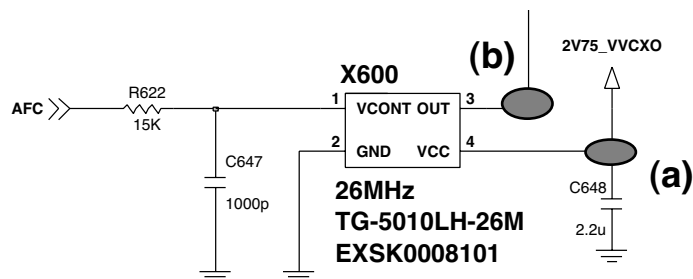 (b)
2V75_VVCXO
X600
R622
AFC
15K
1
VCONT OUT
3
2
GND VCC
4
C647
1000p
(a)
C648
2.2u
26MHz
TG-5010LH-26M
EXSK0008101